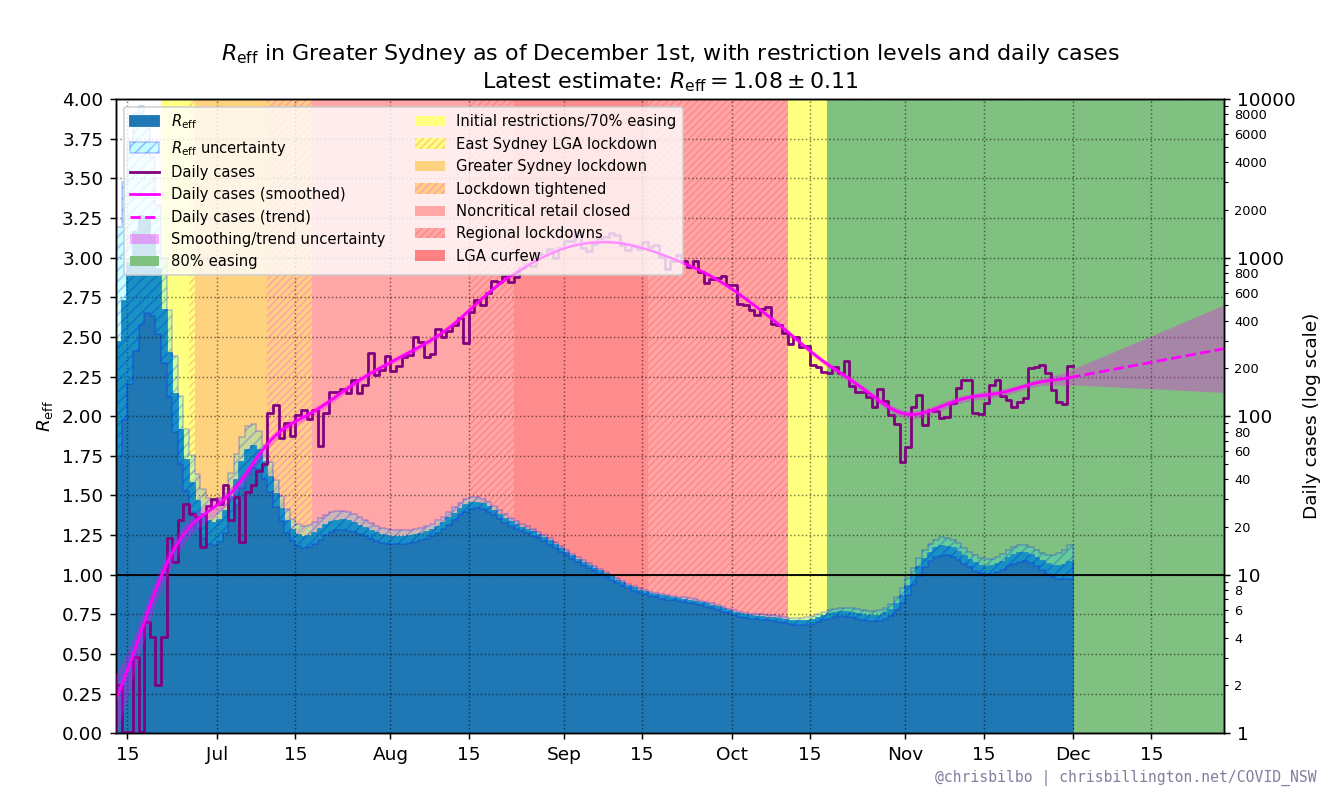 Reff in Greater Sydney as of December 1st, with restriction levels and daily cases
Latest estimate: Reff = 1.08 ± 0.11
Reff
Reff uncertainty
Daily cases
Daily cases (smoothed)
Daily cases (trend)
Smoothing/trend uncertainty
80% easing
Initial restrictions/70% easing
East Sydney LGA lockdown
Greater Sydney lockdown
Lockdown tightened
Noncritical retail closed
Regional lockdowns
LGA curfew
Reff
4.00
3.75
3.50
3.25
3.00
2.75
2.50
2.25
2.00
1.75
1.50
1.25
1.00
0.75
0.50
0.25
0.00
10000
8000
6000
4000
2000
1000
800
600
400
200
100
80
60
40
20
10
8
6
4
2
1
Daily cases (log scale)
15 Jul 15 Aug 15 Sep 15 Oct 15 Nov 15 Dec 15
@chrisbilbo | chrisbillington.net/COVID_NSW